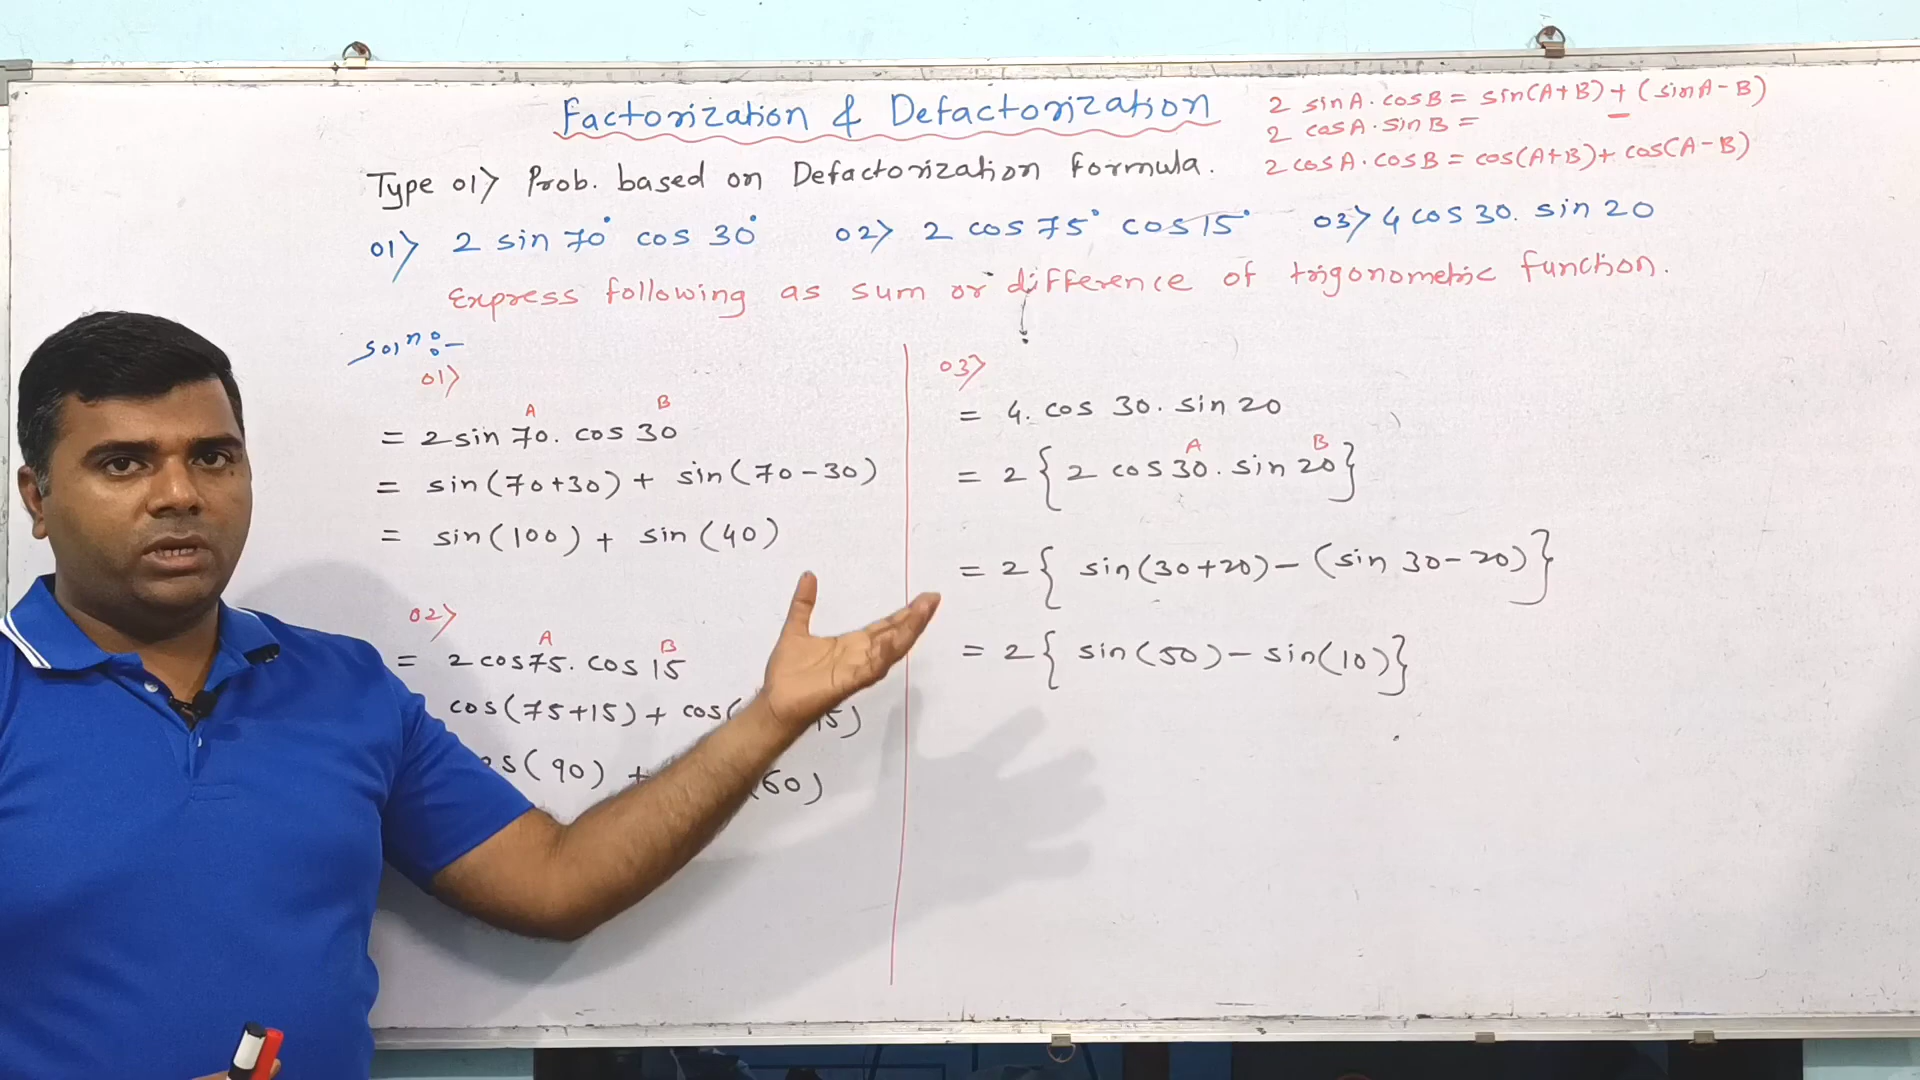 Factorization & Defactorization
2 sinA.cosB = sin(A+B) + (sinA-B)
2 cosA.sinB =
2 cosA.cosB = cos(A+B)+ cos(A-B)
Type 01> Prob. based on Defactorization Formula.
01> 2 sin 70° cos 30° 02> 2 cos 75° cos 15° 03> 4 cos 30. sin 20
Express following as sum or difference of trigonometric function.
Soln:-
01>
A B
= 2 sin 70. cos 30
= sin(70+30) + sin(70-30)
= sin(100) + sin(40)
02>
A B
= 2 cos75. cos 15
cos(75+15) + cos( 15)
s(90) + (60)
03>
= 4. cos 30. sin 20
A B
= 2{2 cos 30. sin 20}
= 2{ sin(30+20)- (sin 30-20)}
= 2{ sin(50)- sin(10)}